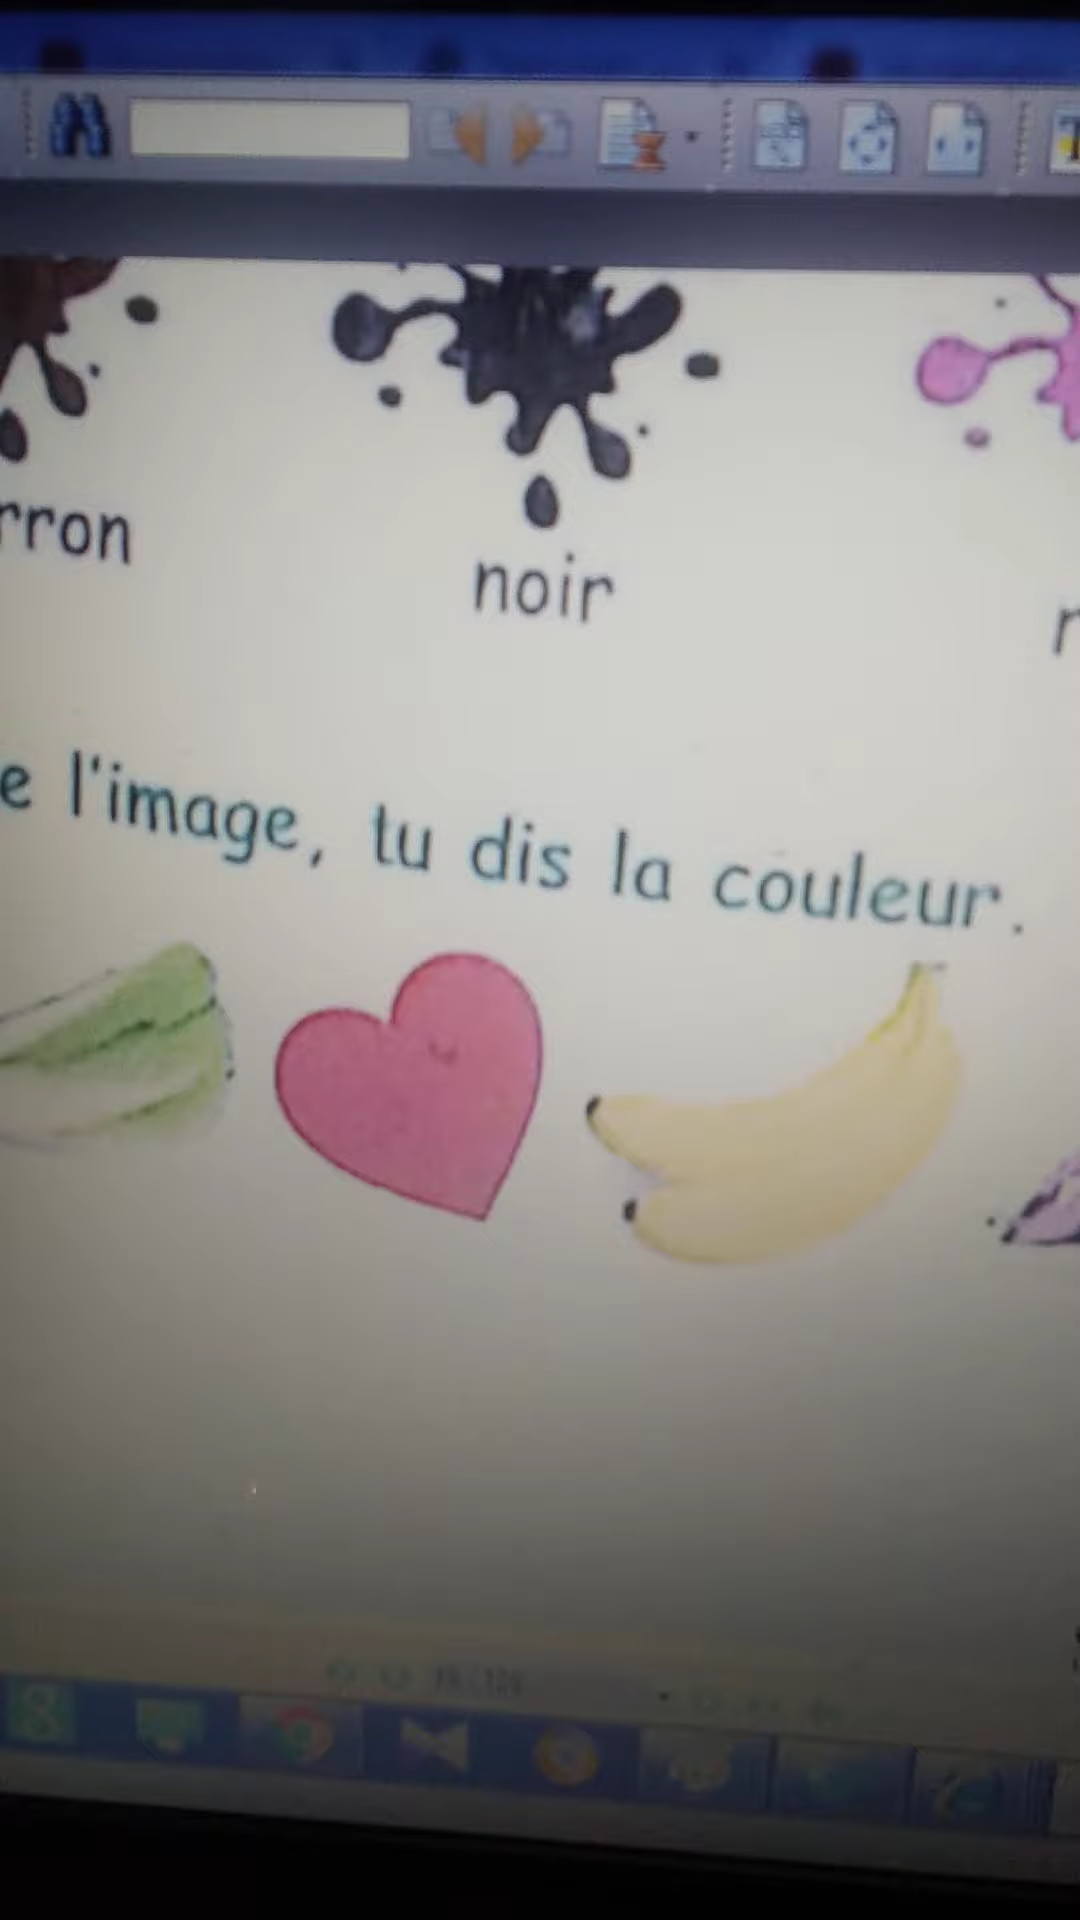 rron
noir
r
e l'image, tu dis la couleur.